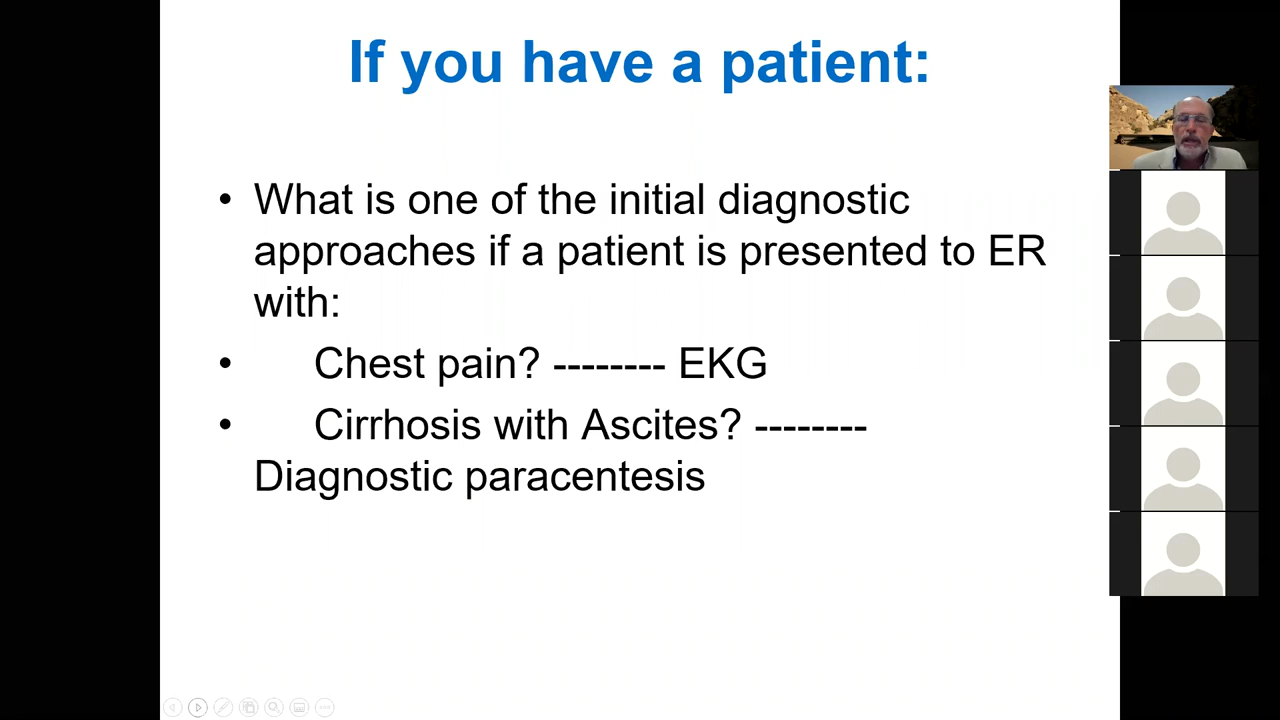 If you have a patient:
• What is one of the initial diagnostic
approaches if a patient is presented to ER
with:
• Chest pain? -------- EKG
• Cirrhosis with Ascites? --------
Diagnostic paracentesis